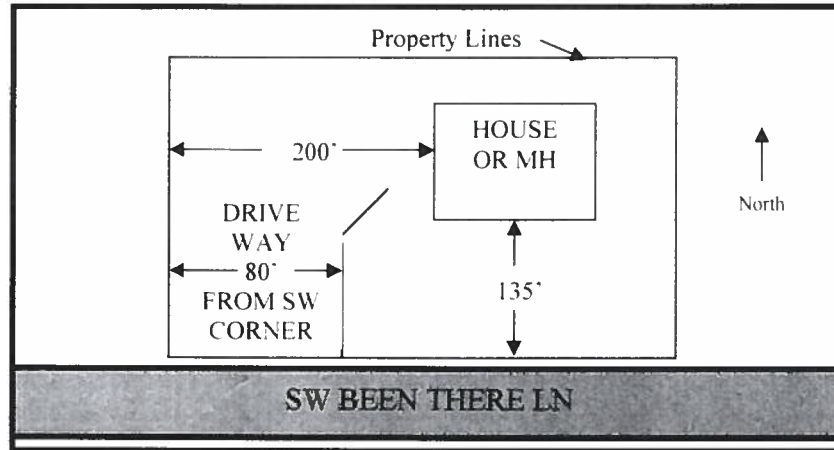 Property Lines
HOUSE
OR MH
200'
North
DRIVE
WAY
80'
FROM SW
CORNER
135'
SW BEEN THERE LN